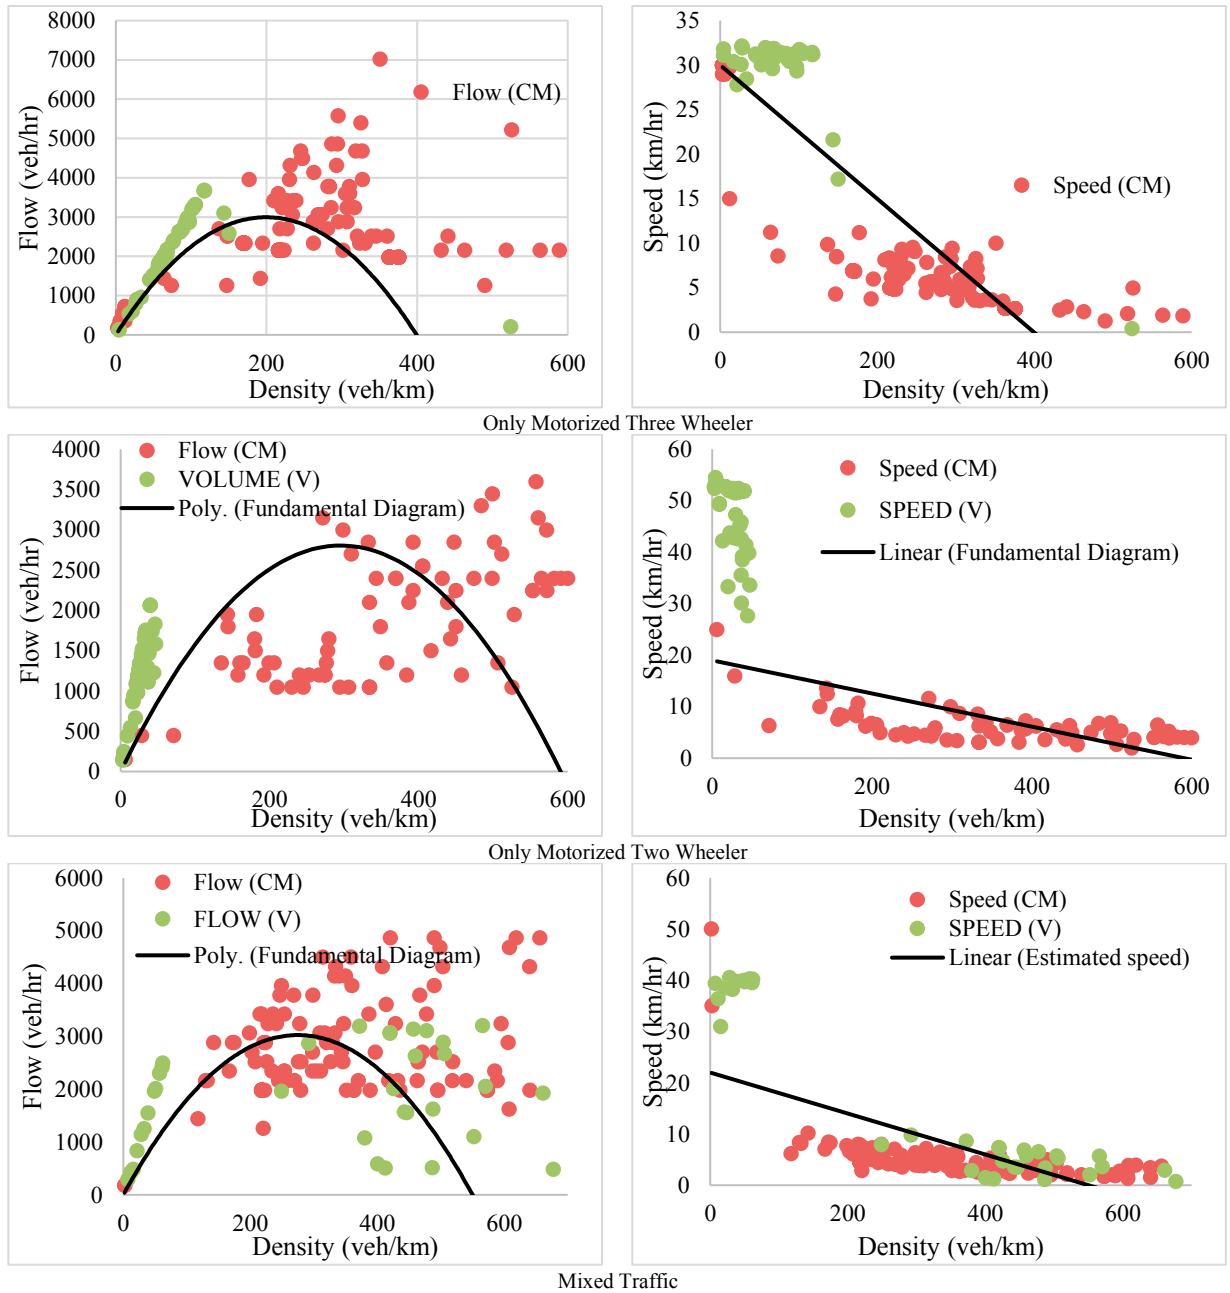 8000
7000
6000
5000
4000
3000
2000
1000
0
0
200
400
600
Flow (veh/hr)
Density (veh/km)
Flow (CM)
35
30
25
20
15
10
5
0
0
200
400
600
Speed (km/hr)
Density (veh/km)
Speed (CM)
Only Motorized Three Wheeler
4000
3500
3000
2500
2000
1500
1000
500
0
0
200
400
600
Flow (veh/hr)
Density (veh/km)
Flow (CM)
VOLUME (V)
Poly. (Fundamental Diagram)
60
50
40
30
20
10
0
0
200
400
600
Speed (km/hr)
Density (veh/km)
Speed (CM)
SPEED (V)
Linear (Fundamental Diagram)
Only Motorized Two Wheeler
6000
5000
4000
3000
2000
1000
0
0
200
400
600
Flow (veh/hr)
Density (veh/km)
Flow (CM)
FLOW (V)
Poly. (Fundamental Diagram)
60
50
40
30
20
10
0
0
200
400
600
Speed (km/hr)
Density (veh/km)
Speed (CM)
SPEED (V)
Linear (Estimated speed)
Mixed Traffic